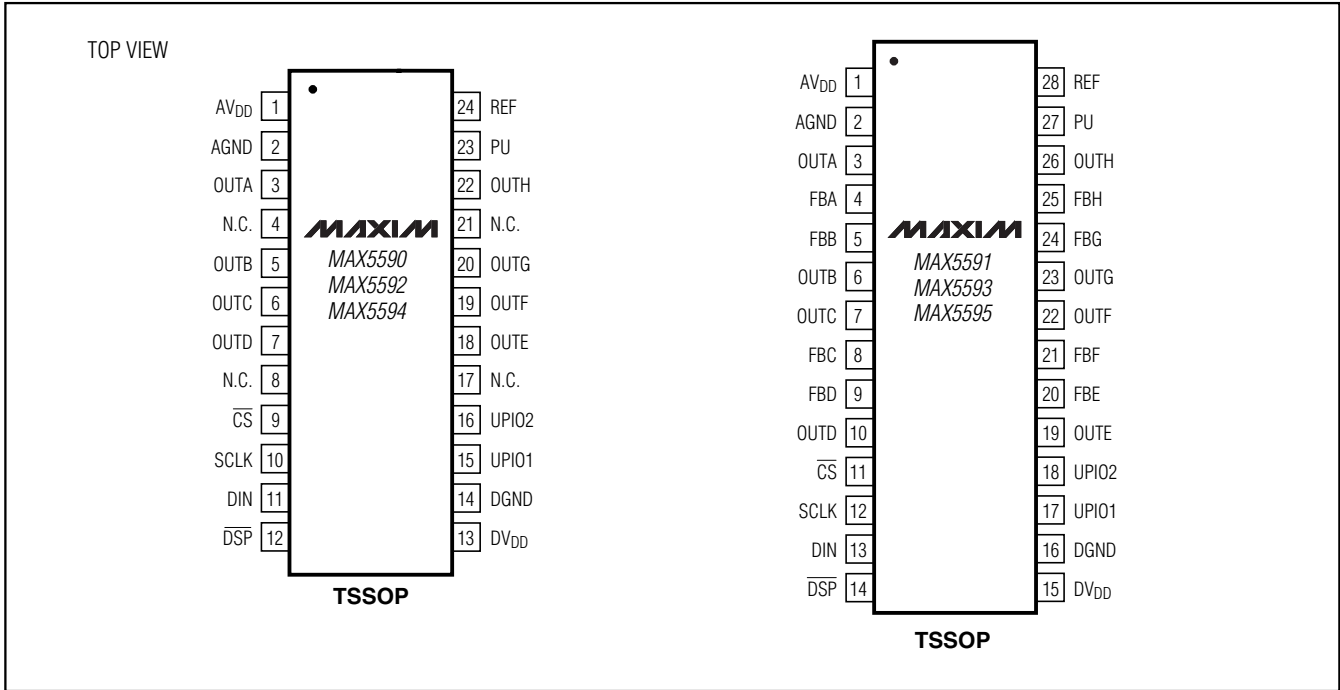 TOP VIEW
AVDD 1
AGND 2
OUTA 3
N.C. 4
OUTB 5
OUTC 6
OUTD 7
N.C. 8
CS 9
SCLK 10
DIN 11
DSP 12
24 REF
23 PU
22 OUTH
21 N.C.
20 OUTG
19 OUTF
18 OUTE
17 N.C.
16 UPIO2
15 UPIO1
14 DGND
13 DVDD
MAXIM
MAX5590
MAX5592
MAX5594
TSSOP
AVDD 1
AGND 2
OUTA 3
FBA 4
FBB 5
OUTB 6
OUTC 7
FBC 8
FBD 9
OUTD 10
CS 11
SCLK 12
DIN 13
DSP 14
28 REF
27 PU
26 OUTH
25 FBH
24 FBG
23 OUTG
22 OUTF
21 FBF
20 FBE
19 OUTE
18 UPIO2
17 UPIO1
16 DGND
15 DVDD
MAXIM
MAX5591
MAX5593
MAX5595
TSSOP